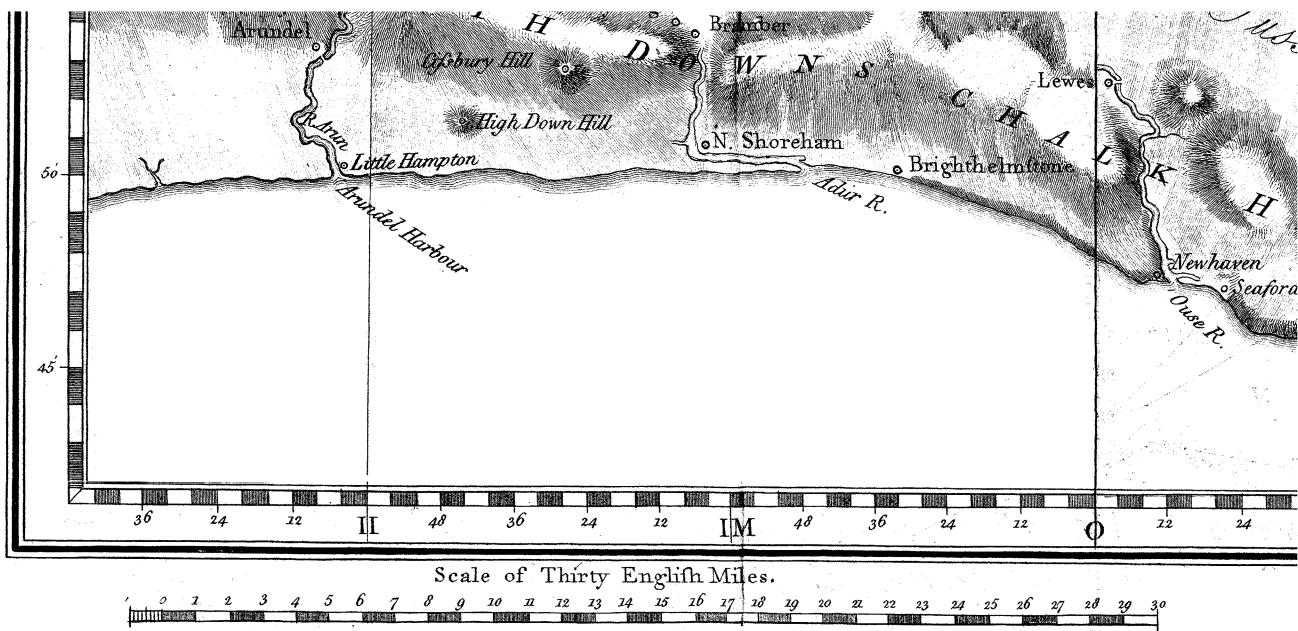 Arundel
Bramber
T H D O W N S
Ciſsbury Hill
C H A L K H
Lewes
High Down Hill
R. Arun
N. Shoreham
Little Hampton
Brighthelmſtone
50'
Adur R.
Arundel Harbour
Newhaven
Seaford
Ouse R.
45'
36 24 12 II 48 36 24 12 IM 48 36 24 12 O 12 24
Scale of Thirty Engliſh Miles.
1 0 1 2 3 4 5 6 7 8 9 10 11 12 13 14 15 16 17 18 19 20 21 22 23 24 25 26 27 28 29 30